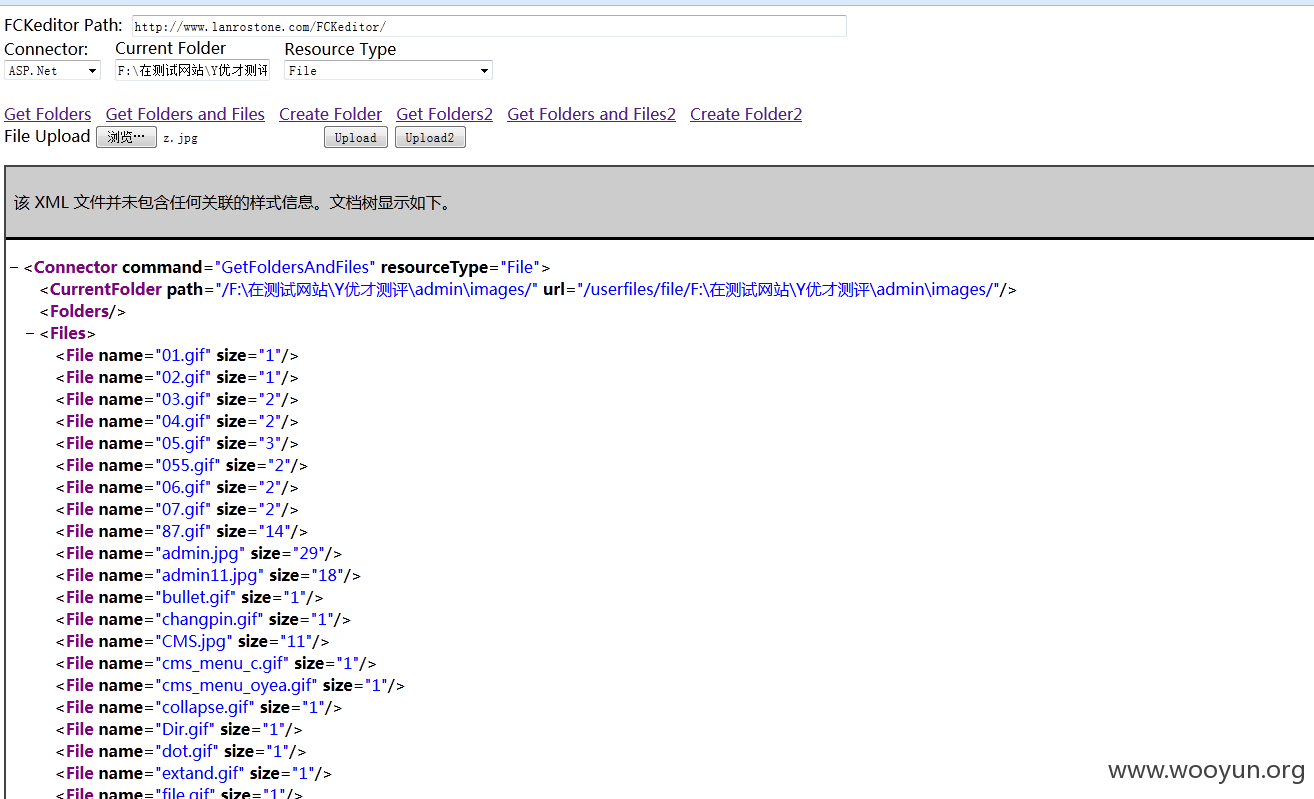 FCKeditor Path: http://www.lanrostone.com/FCKeditor/
Connector: Current Folder Resource Type
ASP.Net F:\在测试网站\Y优才测评 File
Get Folders Get Folders and Files Create Folder Get Folders2 Get Folders and Files2 Create Folder2
File Upload 浏览… z.jpg Upload Upload2
该 XML 文件并未包含任何关联的样式信息。文档树显示如下。
− <Connector command="GetFoldersAndFiles" resourceType="File">
<CurrentFolder path="/F:\在测试网站\Y优才测评\admin\images/" url="/userfiles/file/F:\在测试网站\Y优才测评\admin\images/"/>
<Folders/>
− <Files>
<File name="01.gif" size="1"/>
<File name="02.gif" size="1"/>
<File name="03.gif" size="2"/>
<File name="04.gif" size="2"/>
<File name="05.gif" size="3"/>
<File name="055.gif" size="2"/>
<File name="06.gif" size="2"/>
<File name="07.gif" size="2"/>
<File name="87.gif" size="14"/>
<File name="admin.jpg" size="29"/>
<File name="admin11.jpg" size="18"/>
<File name="bullet.gif" size="1"/>
<File name="changpin.gif" size="1"/>
<File name="CMS.jpg" size="11"/>
<File name="cms_menu_c.gif" size="1"/>
<File name="cms_menu_oyea.gif" size="1"/>
<File name="collapse.gif" size="1"/>
<File name="Dir.gif" size="1"/>
<File name="dot.gif" size="1"/>
<File name="extand.gif" size="1"/>
<File name="file.gif" size="1"/>
www.wooyun.org